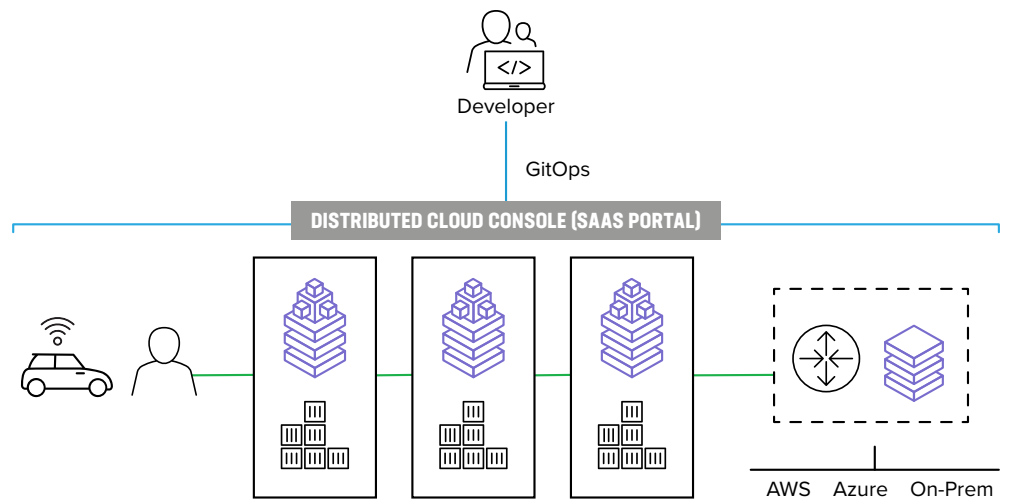 </>
Developer
GitOps
DISTRIBUTED CLOUD CONSOLE (SAAS PORTAL)
AWS Azure On-Prem